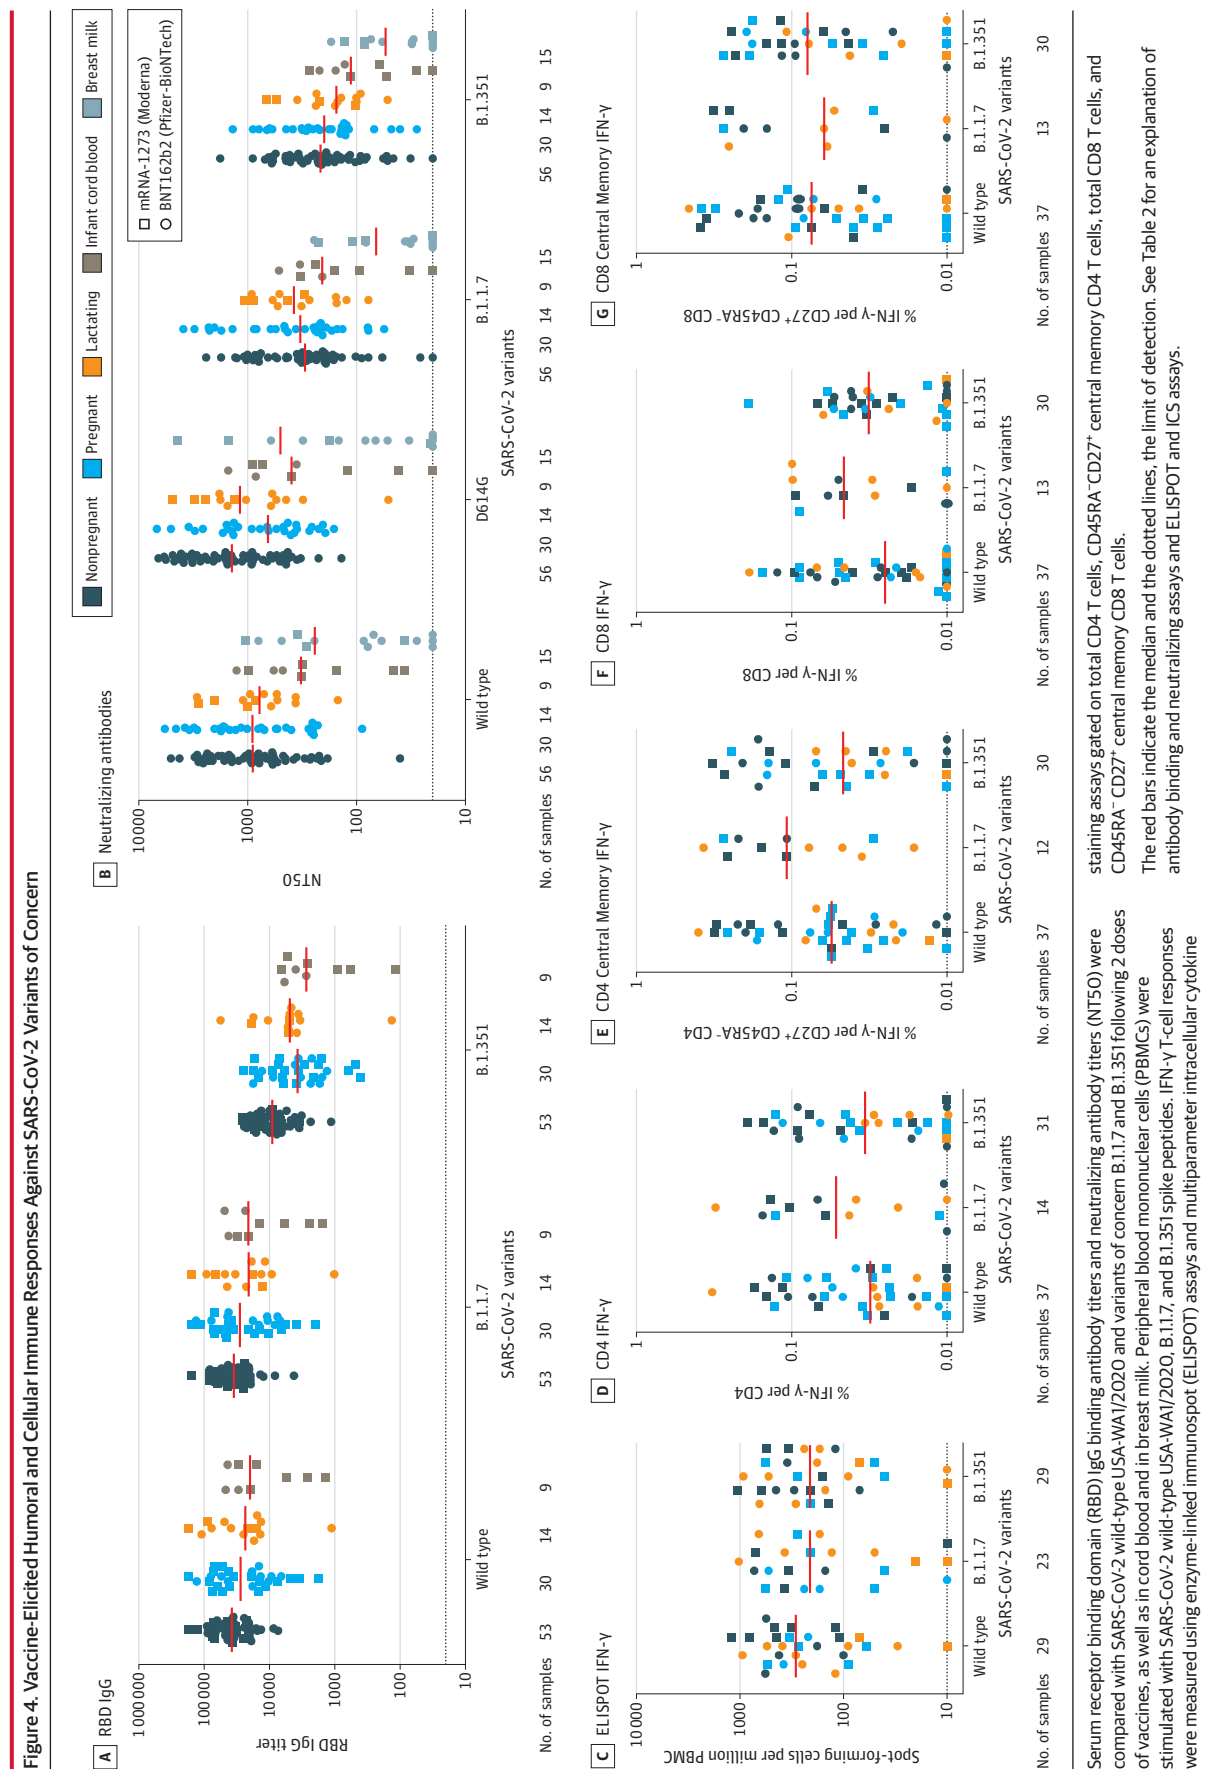 Figure 4. Vaccine-Elicited Humoral and Cellular Immune Responses Against SARS-CoV-2 Variants of Concern
Nonpregnant Pregnant Lactating Infant cord blood Breast milk
A RBD IgG
RBD IgG titer
1000000
100000
10000
1000
100
10
Wild type B.1.1.7 B.1.351
SARS-CoV-2 variants
No. of samples 53 30 14 9 53 30 14 9 53 30 14 9
B Neutralizing antibodies
mRNA-1273 (Moderna)
BNT162b2 (Pfizer-BioNTech)
NT50
10000
1000
100
10
Wild type D614G B.1.1.7 B.1.351
SARS-CoV-2 variants
No. of samples 56 30 14 9 15 56 30 14 9 15 56 30 14 9 15 56 30 14 9 15
C ELISPOT IFN-γ
Spot-forming cells per million PBMC
10000
1000
100
10
Wild type B.1.1.7 B.1.351
SARS-CoV-2 variants
No. of samples 29 23 29
D CD4 IFN-γ
% IFN-γ per CD4
1
0.1
0.01
Wild type B.1.1.7 B.1.351
SARS-CoV-2 variants
No. of samples 37 14 31
E CD4 Central Memory IFN-γ
% IFN-γ per CD27+ CD45RA- CD4
1
0.1
0.01
Wild type B.1.1.7 B.1.351
SARS-CoV-2 variants
No. of samples 37 12 30
F CD8 IFN-γ
% IFN-γ per CD8
1
0.1
0.01
Wild type B.1.1.7 B.1.351
SARS-CoV-2 variants
No. of samples 37 13 30
G CD8 Central Memory IFN-γ
% IFN-γ per CD27+ CD45RA- CD8
1
0.1
0.01
Wild type B.1.1.7 B.1.351
SARS-CoV-2 variants
No. of samples 37 13 30
Serum receptor binding domain (RBD) IgG binding antibody titers and neutralizing antibody titers (NT50) were
compared with SARS-CoV-2 wild-type USA-WA1/2020 and variants of concern B.1.1.7 and B.1.351 following 2 doses
of vaccines, as well as in cord blood and in breast milk. Peripheral blood mononuclear cells (PBMCs) were
stimulated with SARS-CoV-2 wild-type USA-WA1/2020, B.1.1.7, and B.1.351 spike peptides. IFN-γ T-cell responses
were measured using enzyme-linked immunospot (ELISPOT) assays and multiparameter intracellular cytokine
staining assays gated on total CD4 T cells, CD45RA−CD27+ central memory CD4 T cells, total CD8 T cells, and
CD45RA− CD27+ central memory CD8 T cells.
The red bars indicate the median and the dotted lines, the limit of detection. See Table 2 for an explanation of
antibody binding and neutralizing assays and ELISPOT and ICS assays.